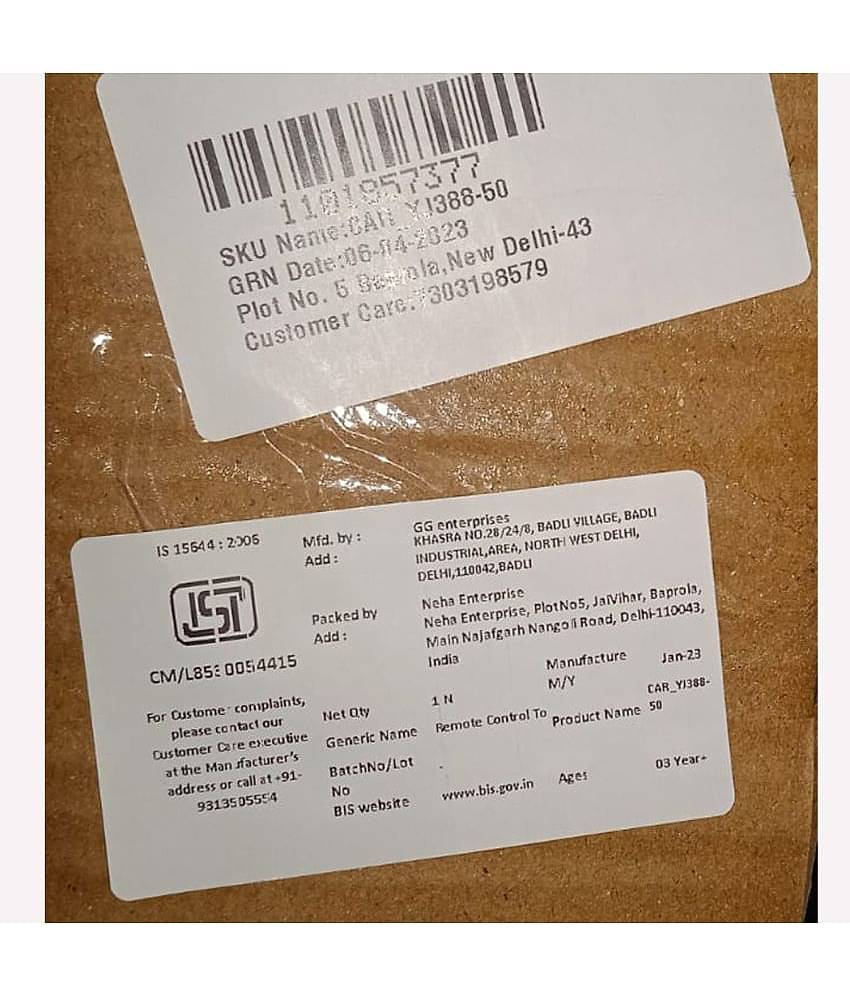 1101957377
SKU Name:CAR_YJ388-50
GRN Date:06-04-2023
Plot No. 5 Baprola,New Delhi-43
Customer Care:7303198579
IS 15644 : 2006
ISI
CM/L
0054415
For Customer complaints,
please contact our
Customer Care executive
at the Manufacturer's
address or call at +91-
9313505554
Mfd. by :
Add :
GG enterprises
KHASRA NO.28/24/8, BADLI VILLAGE, BADLI
INDUSTRIAL,AREA, NORTH WEST DELHI,
DELHI,110042,BADLI
Packed by
Add :
Neha Enterprise
Neha Enterprise, PlotNo5, JaiVihar, Baprola,
Main Najafgarh Nangoli Road, Delhi-110043,
India
Net Qty
1 N
Manufacture
M/Y
Jan-23
Generic Name
Remote Control To
Product Name
CAR_YJ388-
50
BatchNo/Lot
No
-
BIS website
www.bis.gov.in
Ages
03 Year+